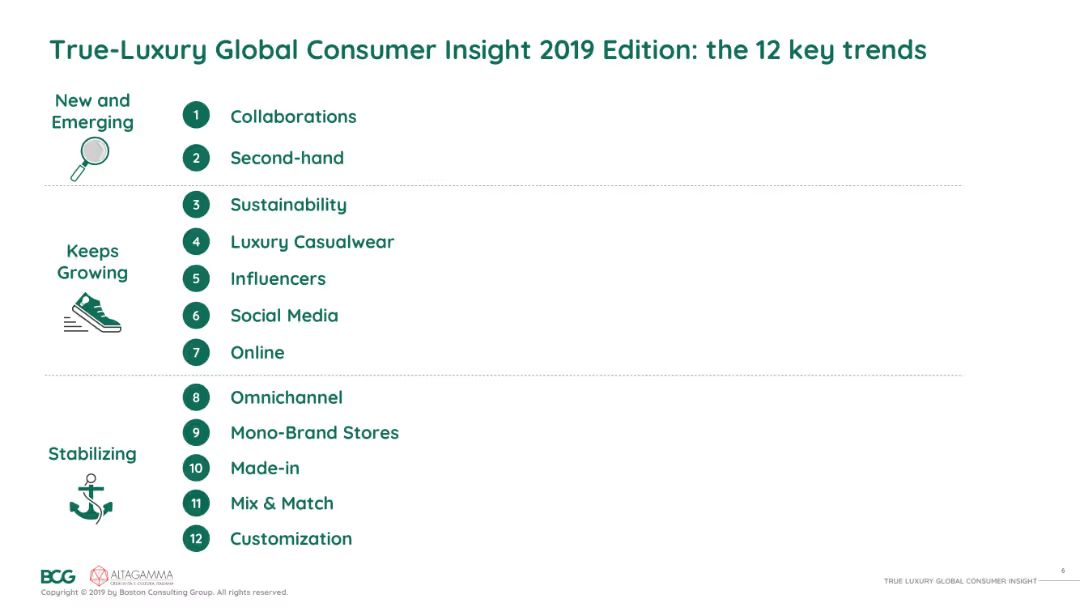 True-Luxury Global Consumer Insight 2019 Edition: the 12 key trends
New and
Emerging
1 Collaborations
2 Second-hand
Keeps
Growing
3 Sustainability
4 Luxury Casualwear
5 Influencers
6 Social Media
7 Online
Stabilizing
8 Omnichannel
9 Mono-Brand Stores
10 Made-in
11 Mix & Match
12 Customization
BCG
ALTAGAMMA
Copyright © 2019 by Boston Consulting Group. All rights reserved.
6
TRUE LUXURY GLOBAL CONSUMER INSIGHT